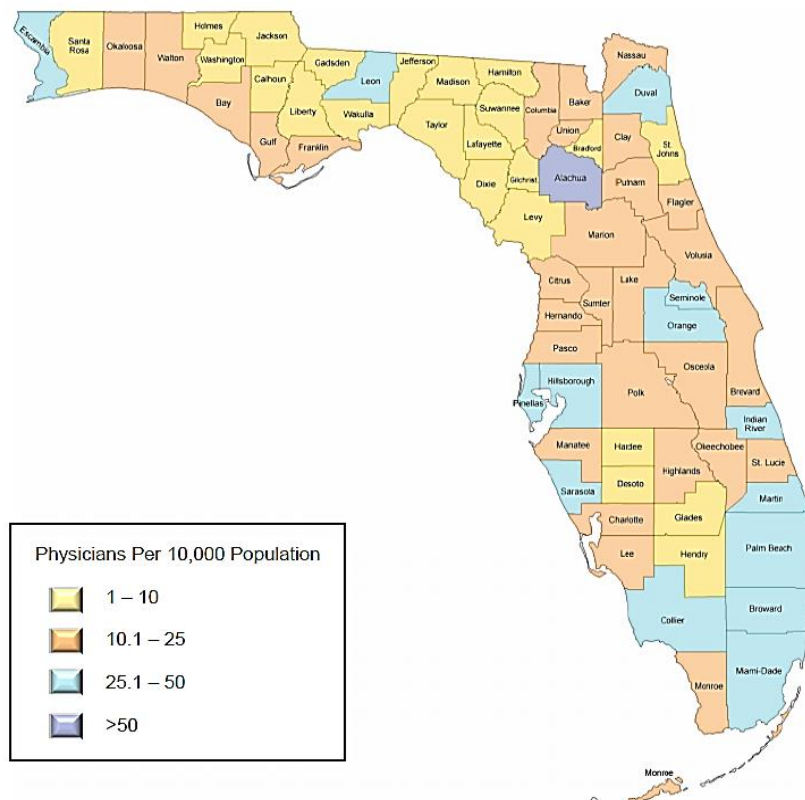 Escambia
Santa
Rosa
Okaloosa
Walton
Holmes
Washington
Jackson
Bay
Calhoun
Gulf
Liberty
Gadsden
Franklin
Leon
Wakulla
Jefferson
Madison
Taylor
Hamilton
Suwannee
Lafayette
Dixie
Gilchrist
Levy
Columbia
Baker
Union
Bradford
Alachua
Nassau
Duval
Clay
St.
Johns
Putnam
Flagler
Marion
Volusia
Citrus
Sumter
Lake
Hernando
Pasco
Seminole
Orange
Osceola
Brevard
Pinellas
Hillsborough
Polk
Indian
River
Manatee
Hardee
Highlands
Okeechobee
St. Lucie
Sarasota
Desoto
Martin
Charlotte
Glades
Lee
Hendry
Palm Beach
Collier
Broward
Monroe
Miami-Dade
Monroe
Physicians Per 10,000 Population
1 – 10
10.1 – 25
25.1 – 50
>50